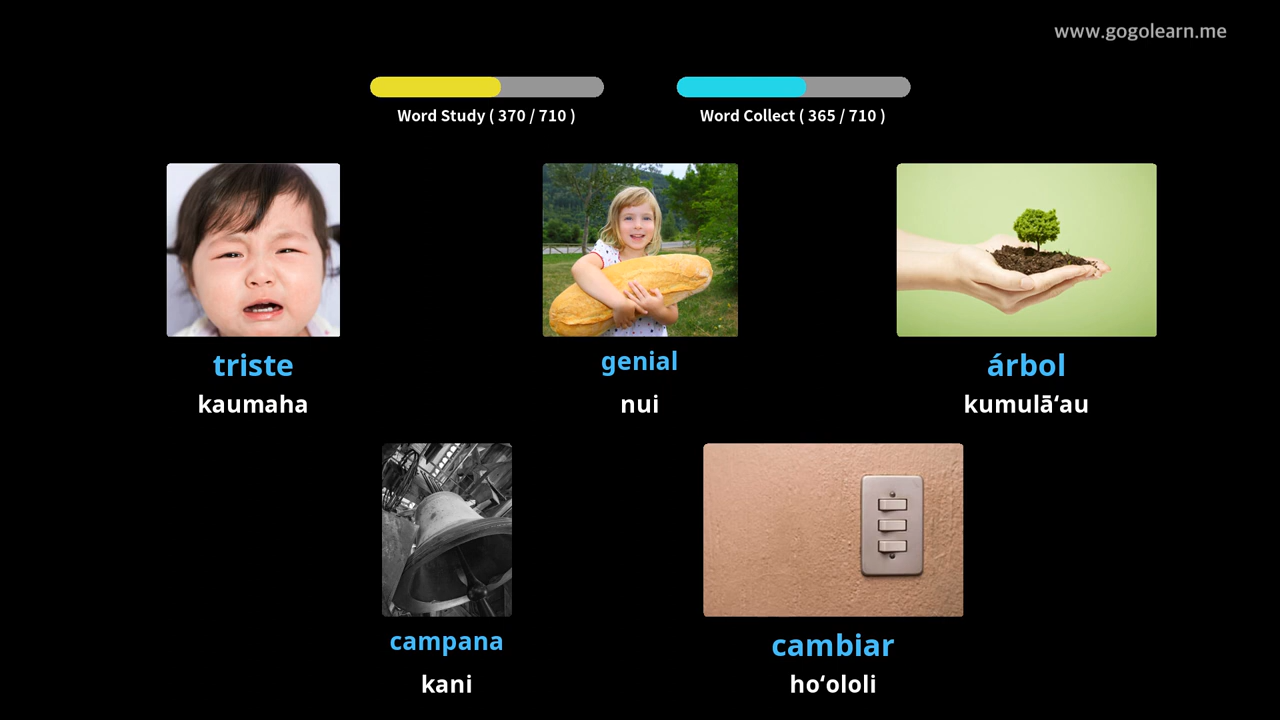 www.gogolearn.me
Word Study ( 370 / 710 )
Word Collect ( 365 / 710 )
triste
kaumaha
genial
nui
árbol
kumulāʻau
campana
kani
cambiar
hoʻololi